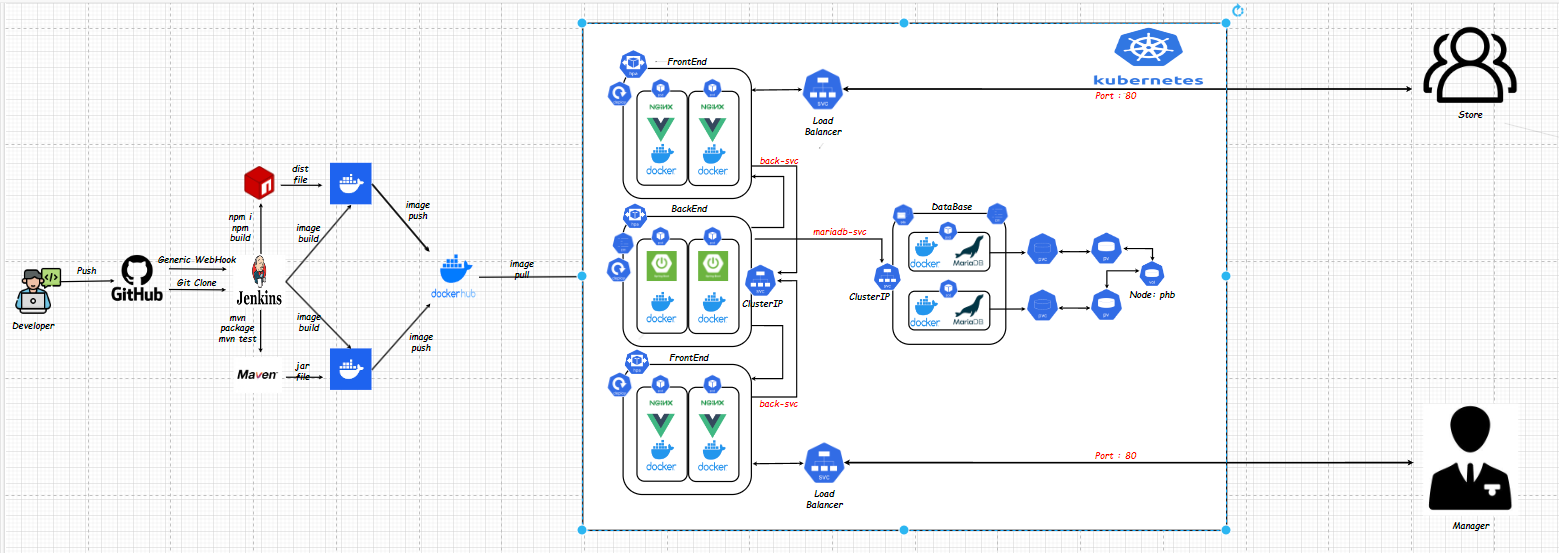 Developer
Push
GitHub
Generic WebHook
Git Clone
npm i
npm
build
Jenkins
mvn
package
mvn test
Maven
dist
file
jar
file
image
build
image
build
image
push
image
push
dockerhub
image
pull
kubernetes
FrontEnd
NGINX
NGINX
docker
docker
svc
Load
Balancer
Port : 80
Store
back-svc
BackEnd
docker
docker
ClusterIP
mariadb-svc
ClusterIP
DataBase
docker
MariaDB
docker
MariaDB
Node: phb
FrontEnd
NGINX
NGINX
docker
docker
back-svc
svc
Load
Balancer
Port : 80
Manager